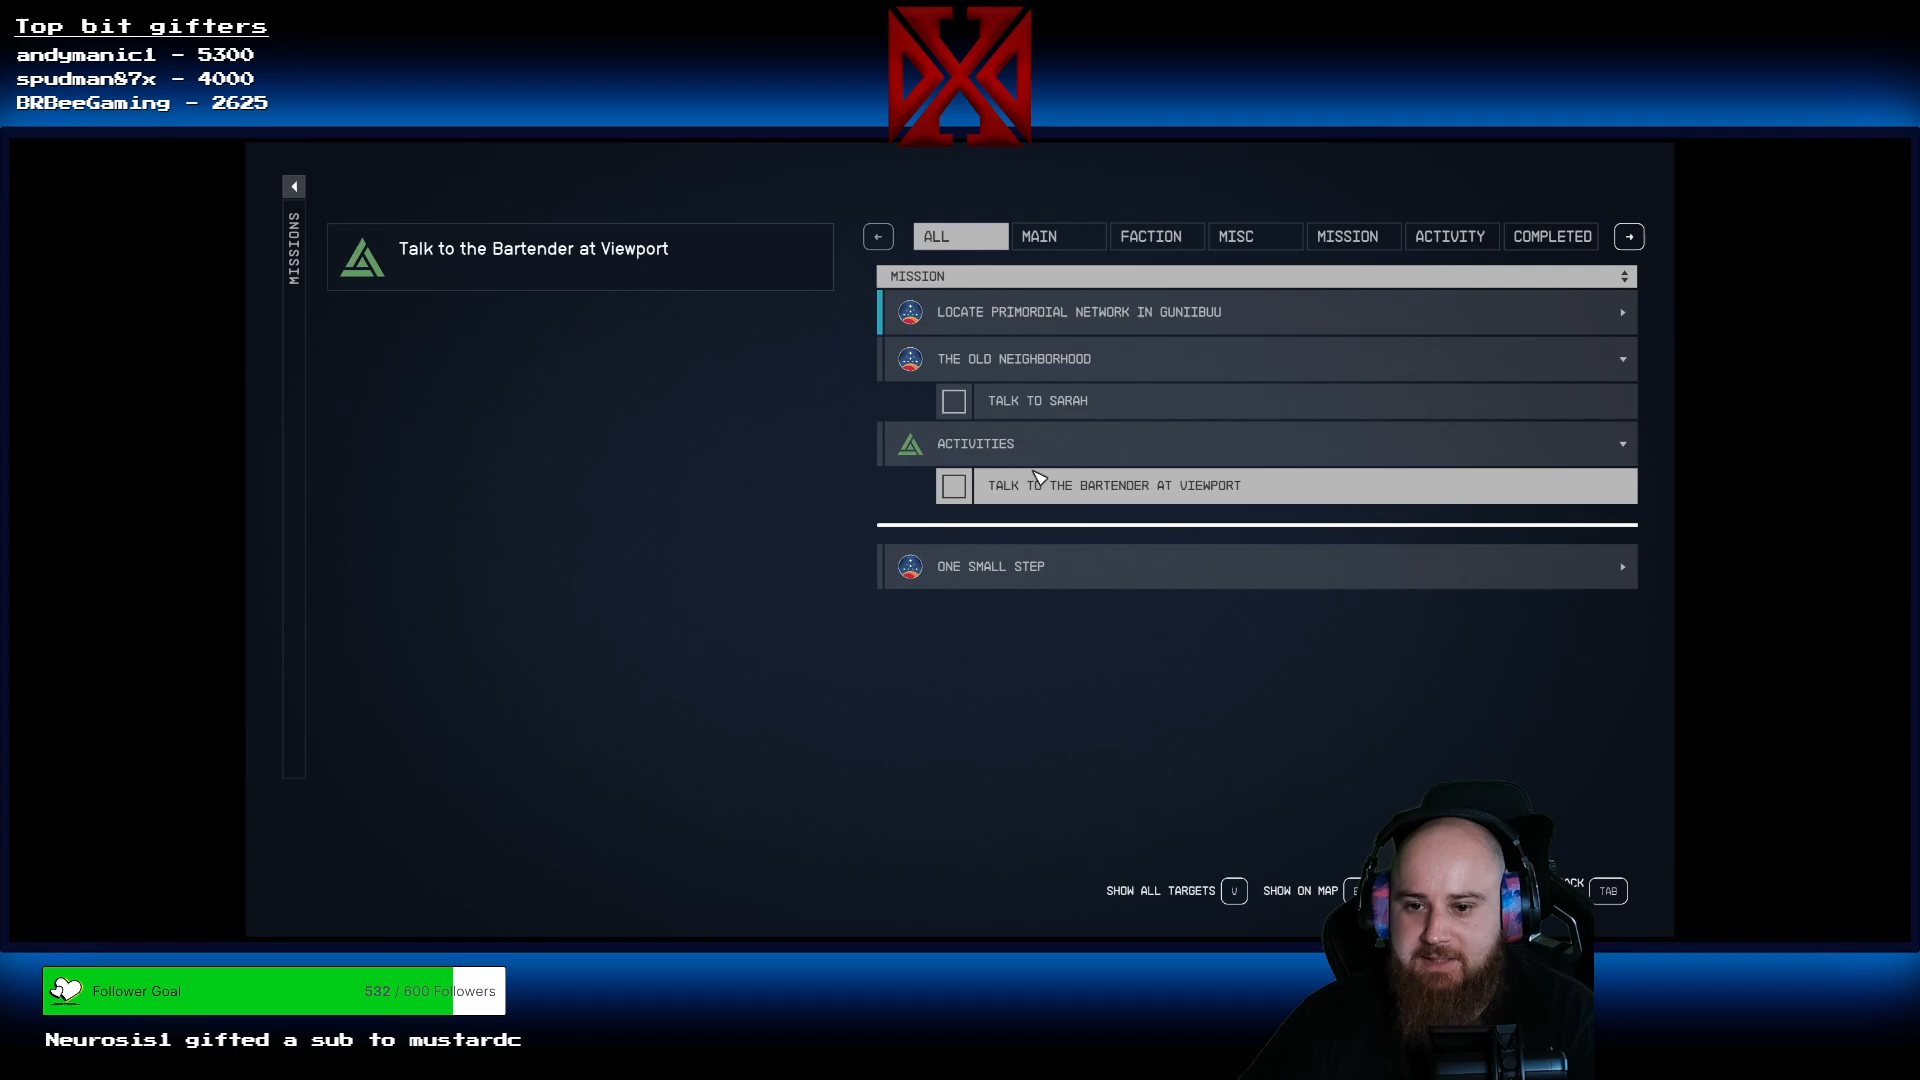 Top bit gifters
andymanic1 - 5300
spudman87x - 4000
BRBeeGaming - 2625
MISSIONS
Talk to the Bartender at Viewport
ALL MAIN FACTION MISC MISSION ACTIVITY COMPLETED
MISSION
LOCATE PRIMORDIAL NETWORK IN GUNIIBUU
THE OLD NEIGHBORHOOD
TALK TO SARAH
ACTIVITIES
TALK TO THE BARTENDER AT VIEWPORT
ONE SMALL STEP
SHOW ALL TARGETS V SHOW ON MAP TAB
Follower Goal 532 / 600 Followers
Neurosis1 gifted a sub to mustardc